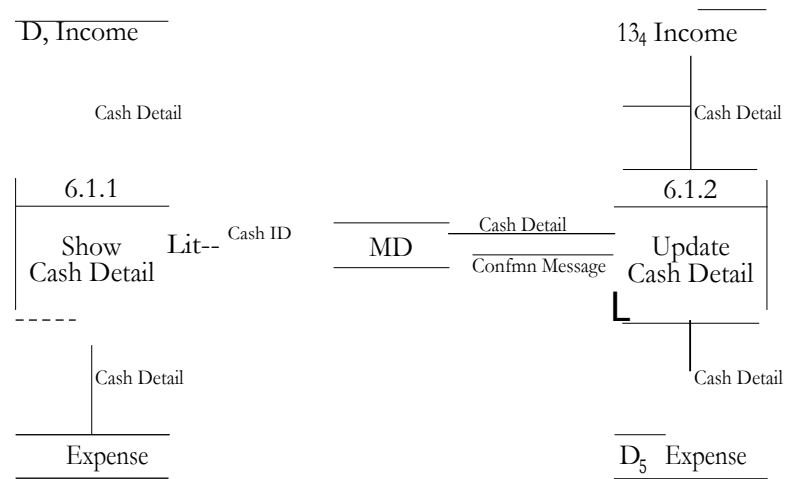 D, Income
13₄ Income
Cash Detail
Cash Detail
6.1.1
6.1.2
Show
Cash Detail
Lit--
Cash ID
MD
Cash Detail
Confmn Message
Update
Cash Detail
L
Cash Detail
Cash Detail
Expense
D₅ Expense